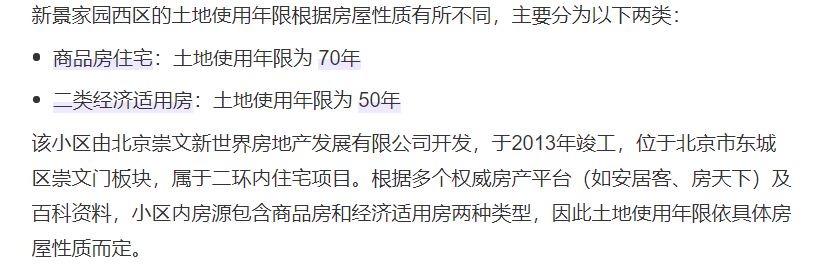 新景家园西区的土地使用年限根据房屋性质有所不同，主要分为以下两类：
• 商品房住宅：土地使用年限为 70年
• 二类经济适用房：土地使用年限为 50年
该小区由北京崇文新世界房地产发展有限公司开发，于2013年竣工，位于北京市东城
区崇文门板块，属于二环内住宅项目。根据多个权威房产平台（如安居客、房天下）及
百科资料，小区内房源包含商品房和经济适用房两种类型，因此土地使用年限依具体房
屋性质而定。